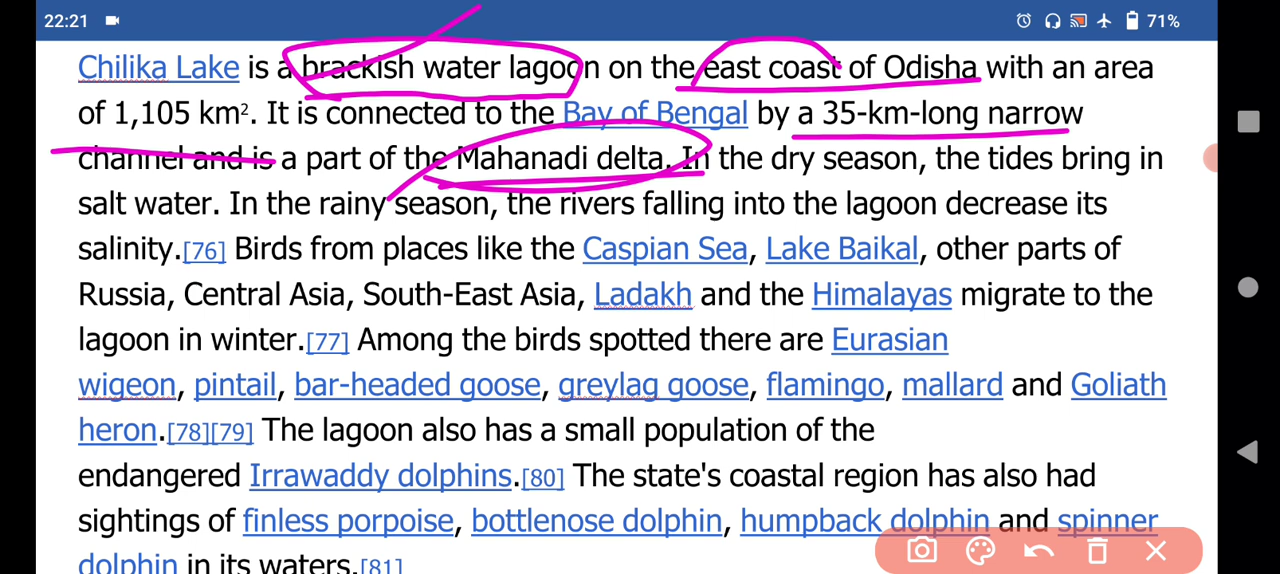 22:21 71%
Chilika Lake is a brackish water lagoon on the east coast of Odisha with an area
of 1,105 km². It is connected to the Bay of Bengal by a 35-km-long narrow
channel and is a part of the Mahanadi delta. In the dry season, the tides bring in
salt water. In the rainy season, the rivers falling into the lagoon decrease its
salinity.[76] Birds from places like the Caspian Sea, Lake Baikal, other parts of
Russia, Central Asia, South-East Asia, Ladakh and the Himalayas migrate to the
lagoon in winter.[77] Among the birds spotted there are Eurasian
wigeon, pintail, bar-headed goose, greylag goose, flamingo, mallard and Goliath
heron.[78][79] The lagoon also has a small population of the
endangered Irrawaddy dolphins.[80] The state's coastal region has also had
sightings of finless porpoise, bottlenose dolphin, humpback dolphin and spinner
dolphin in its waters.[81]